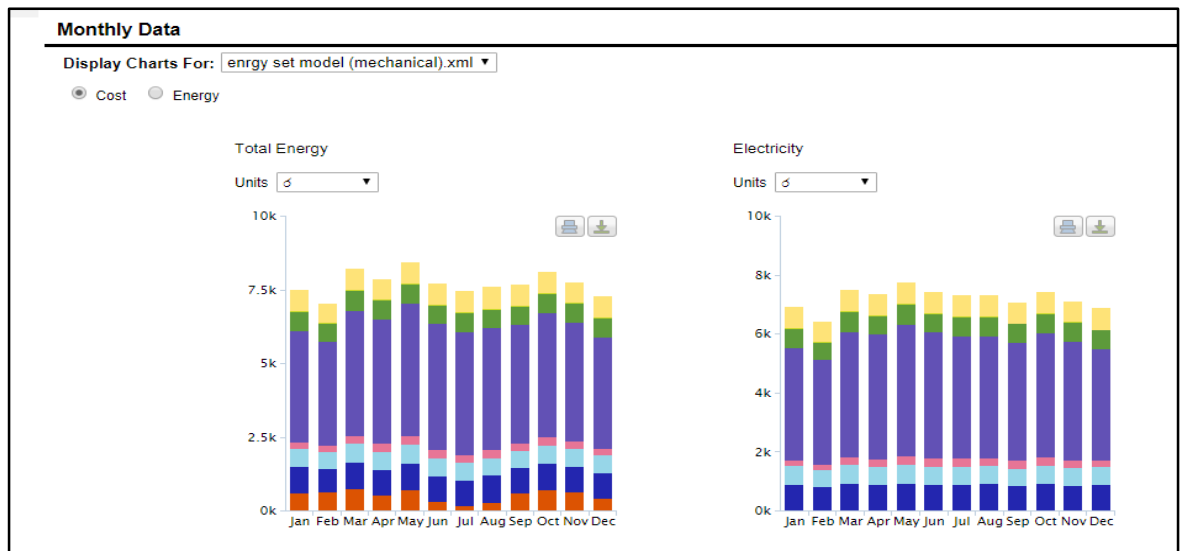 Monthly Data
Display Charts For: enrgy set model (mechanical).xml
Cost Energy
Total Energy
Units
10k
7.5k
5k
2.5k
0k
Jan Feb Mar Apr May Jun Jul Aug Sep Oct Nov Dec
Electricity
Units
10k
8k
6k
4k
2k
0k
Jan Feb Mar Apr May Jun Jul Aug Sep Oct Nov Dec